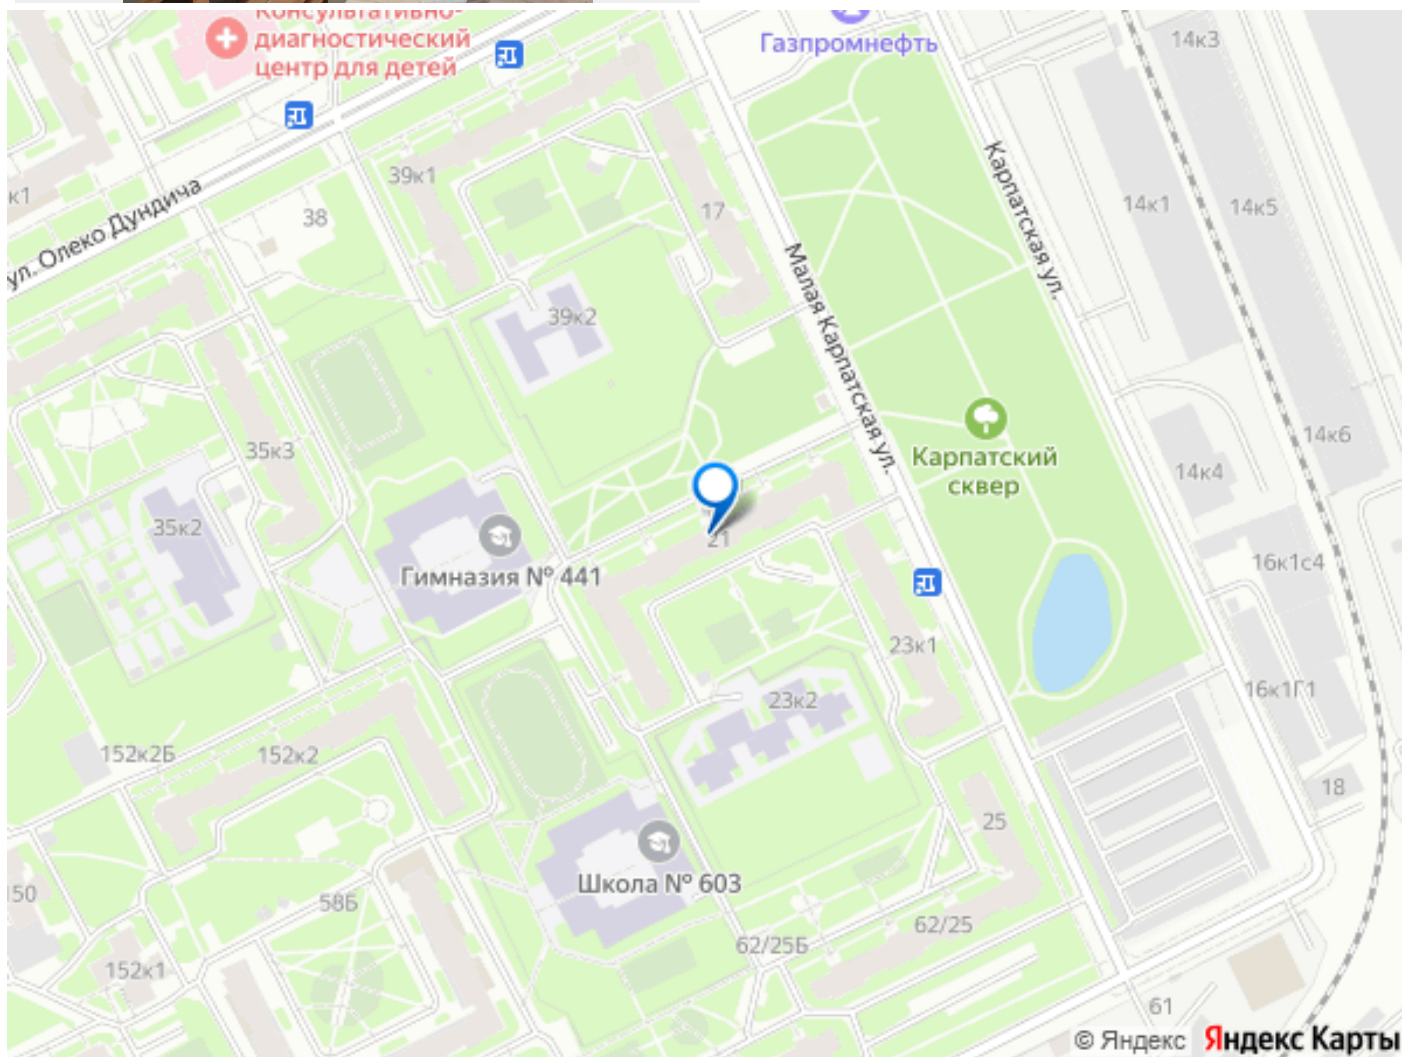 Консультативно-
диагностический
центр для детей
Газпромнефть
14к3
39к1
к1
38
17
14к1
14к5
ул. Олеко Дундича
Карпатская ул.
39к2
Малая Карпатская ул.
35к3
14к6
Карпатский
сквер
14к4
35к2
21
Гимназия № 441
16к1с4
23к1
23к2
16к1Г1
152к2Б
152к2
18
25
Школа № 603
150
58Б
62/25
62/25Б
152к1
61
© Яндекс Яндекс Карты